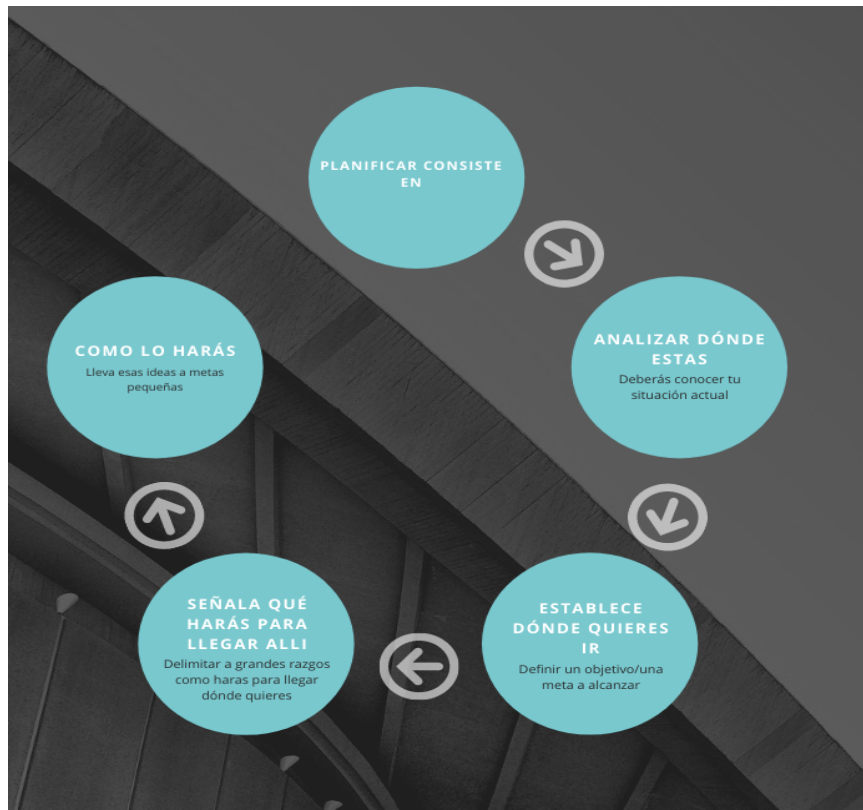 PLANIFICAR CONSISTE
EN
ANALIZAR DÓNDE
ESTAS
Deberás conocer tu
situación actual
ESTABLECE
DÓNDE QUIERES
IR
Definir un objetivo/una
meta a alcanzar
SEÑALA QUÉ
HARÁS PARA
LLEGAR ALLI
Delimitar a grandes razgos
como haras para llegar
dónde quieres
COMO LO HARÁS
Lleva esas ideas a metas
pequeñas